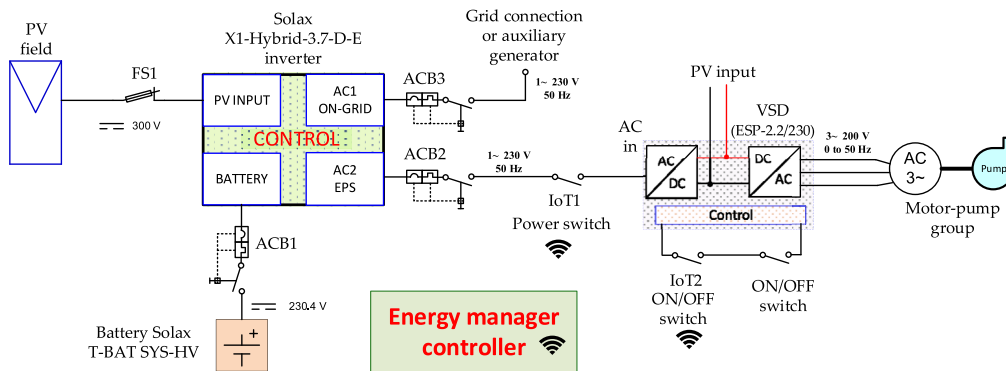 PV
field
FS1
300 V
Solax
X1-Hybrid-3.7-D-E
inverter
PV INPUT
AC1
ON-GRID
CONTROL
BATTERY
AC2
EPS
ACB3
Grid connection
or auxiliary
generator
1~ 230 V
50 Hz
ACB2
1~ 230 V
50 Hz
IoT1
Power switch
ACB1
230.4 V
Battery Solax
T-BAT SYS-HV
Energy manager
controller
AC
in
PV input
VSD
(ESP-2.2/230)
AC
DC
DC
AC
Control
3~ 200 V
0 to 50 Hz
AC
3~
Pump
Motor-pump
group
IoT2
ON/OFF
switch
ON/OFF
switch